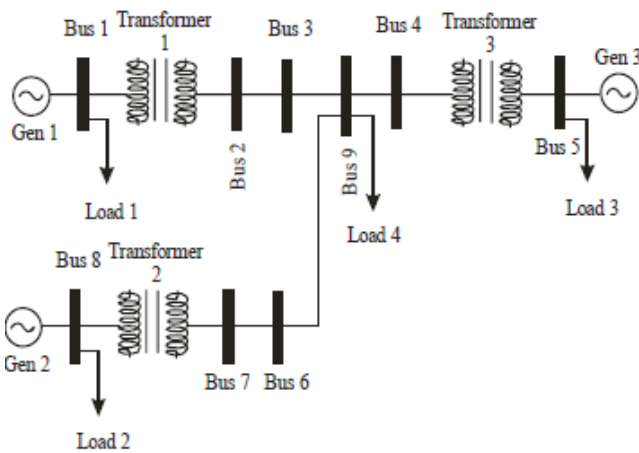 Bus 1
Transformer
1
Bus 3
Bus 4
Transformer
3
Gen 3
Gen 1
Bus 2
Bus 9
Bus 5
Load 1
Load 4
Load 3
Bus 8
Transformer
2
Gen 2
Bus 7
Bus 6
Load 2